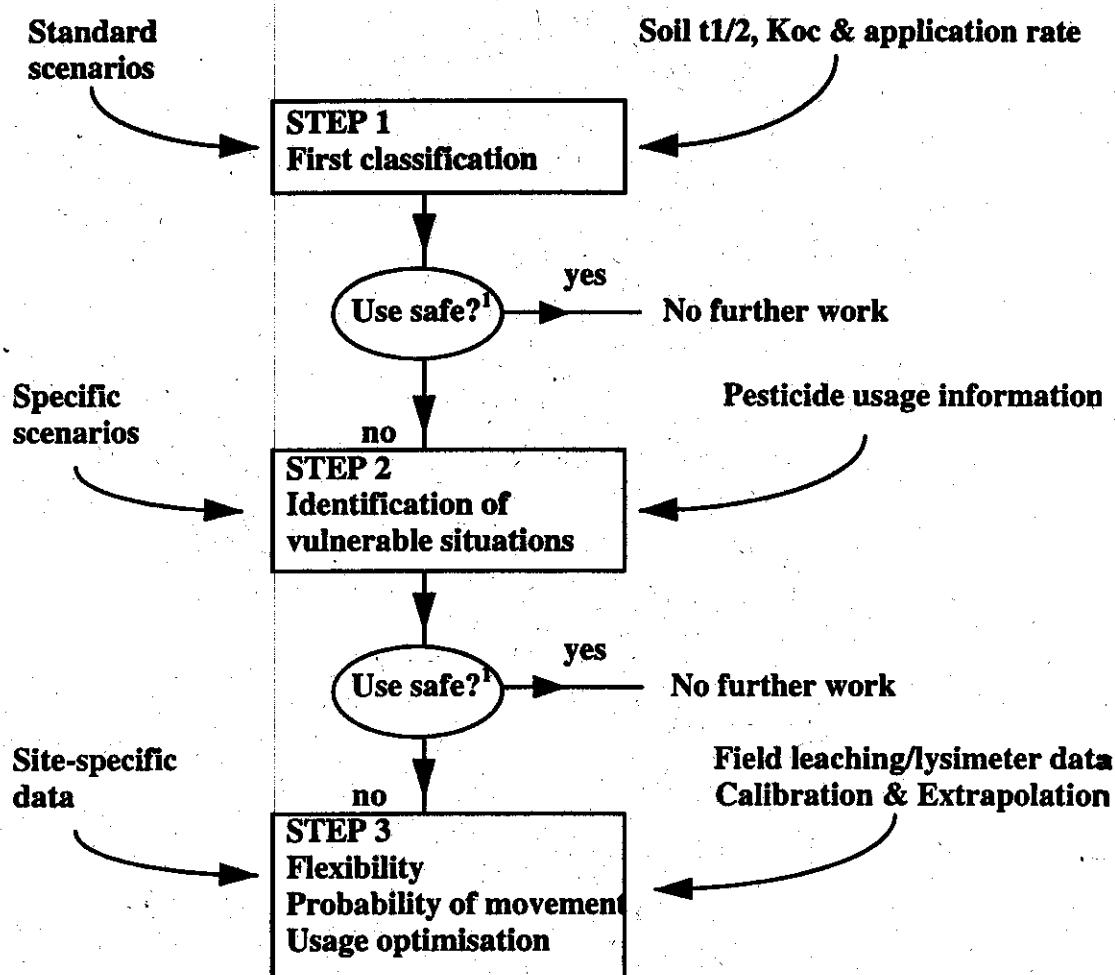 Standard
scenarios
Soil t1/2, Koc & application rate
STEP 1
First classification
Use safe?¹
yes
No further work
Specific
scenarios
Pesticide usage information
no
STEP 2
Identification of
vulnerable situations
Use safe?¹
yes
No further work
Site-specific
data
Field leaching/lysimeter data
Calibration & Extrapolation
no
STEP 3
Flexibility
Probability of movement
Usage optimisation